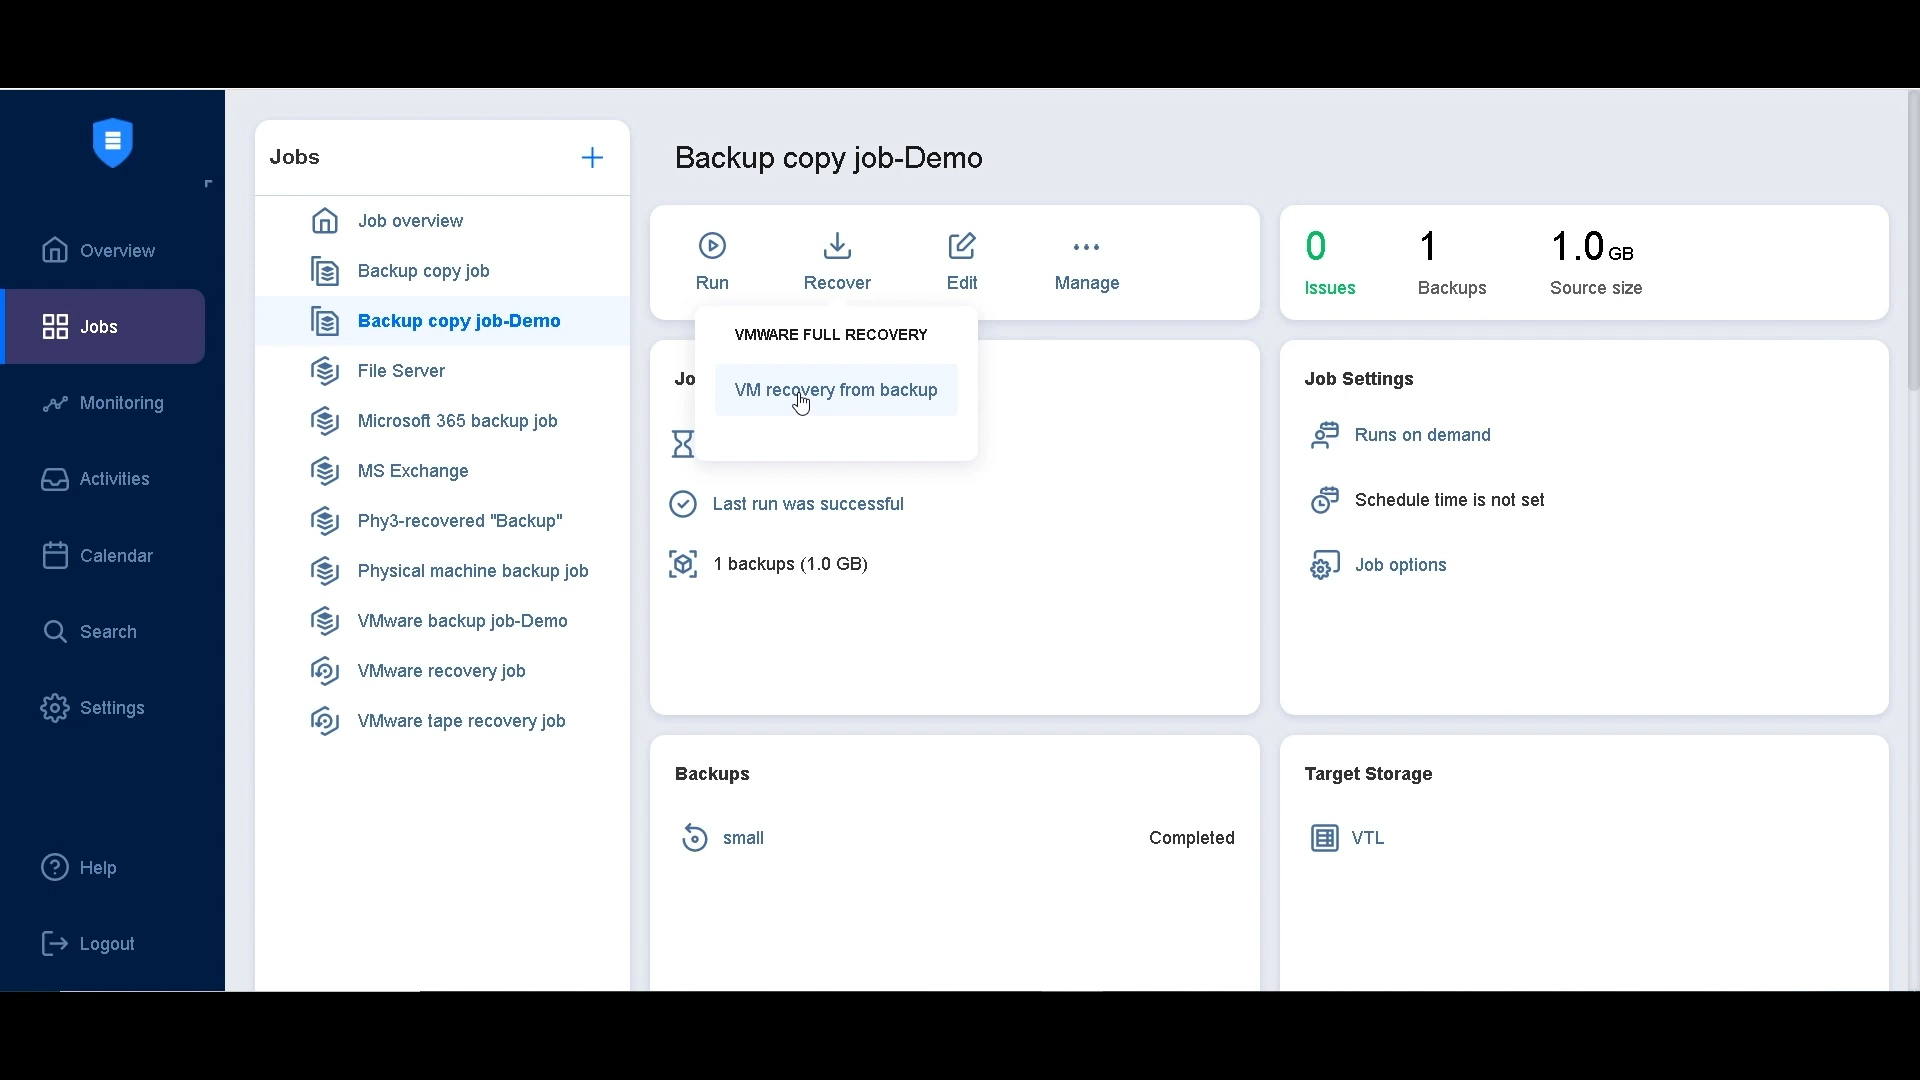 Overview
Jobs
Monitoring
Activities
Calendar
Search
Settings
Help
Logout
Jobs
Job overview
Backup copy job
Backup copy job-Demo
File Server
Microsoft 365 backup job
MS Exchange
Phy3-recovered "Backup"
Physical machine backup job
VMware backup job-Demo
VMware recovery job
VMware tape recovery job
Backup copy job-Demo
Run
Recover
Edit
Manage
VMWARE FULL RECOVERY
VM recovery from backup
Jo
Last run was successful
1 backups (1.0 GB)
0
Issues
1
Backups
1.0 GB
Source size
Job Settings
Runs on demand
Schedule time is not set
Job options
Backups
small
Completed
Target Storage
VTL